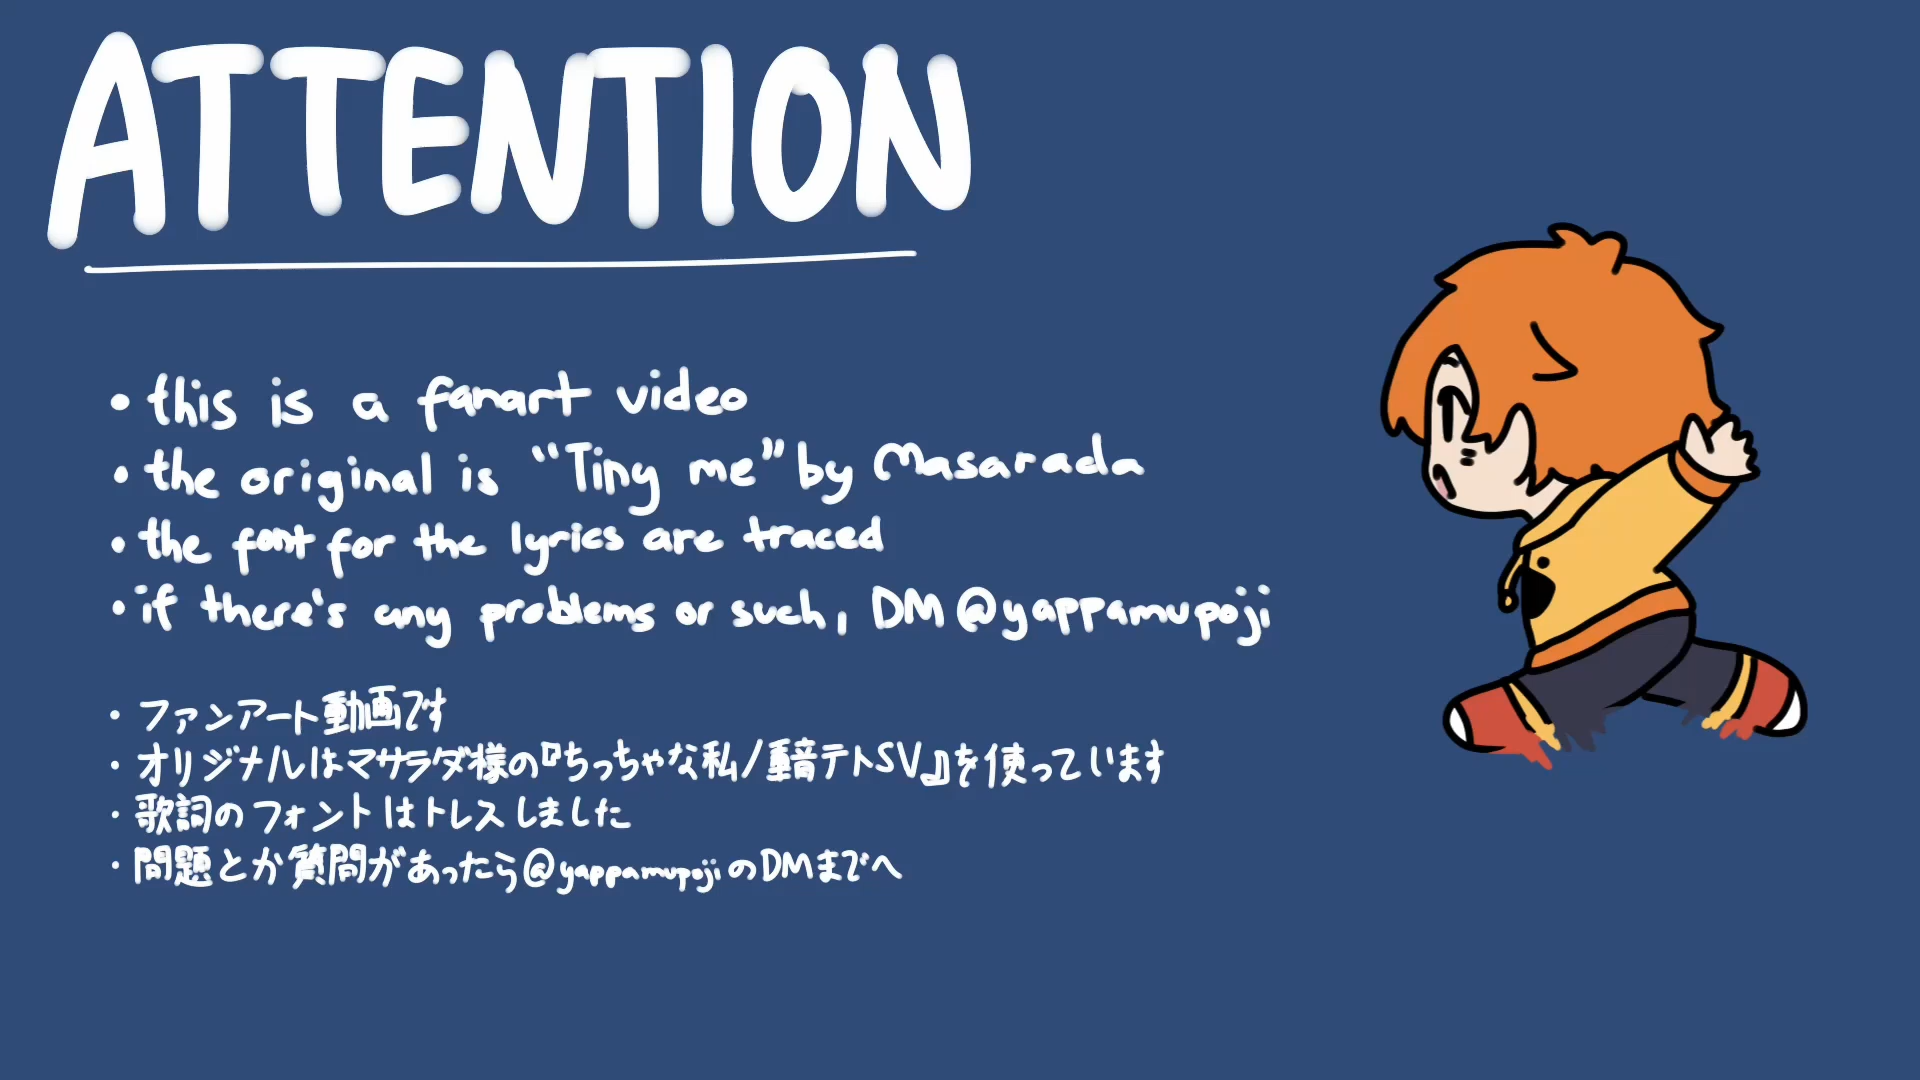 ATTENTION
• this is a fanart video
• the original is "Tiny me" by Masarada
• the font for the lyrics are traced
• if there's any problems or such, DM @yappamupoji
・ファンアート動画です
・オリジナルはマサラダ様の『ちっちゃな私/重音テトSV』を使っています
・歌詞のフォントはトレスしました
・問題とか質問があったら@yappamupojiのDMまでへ